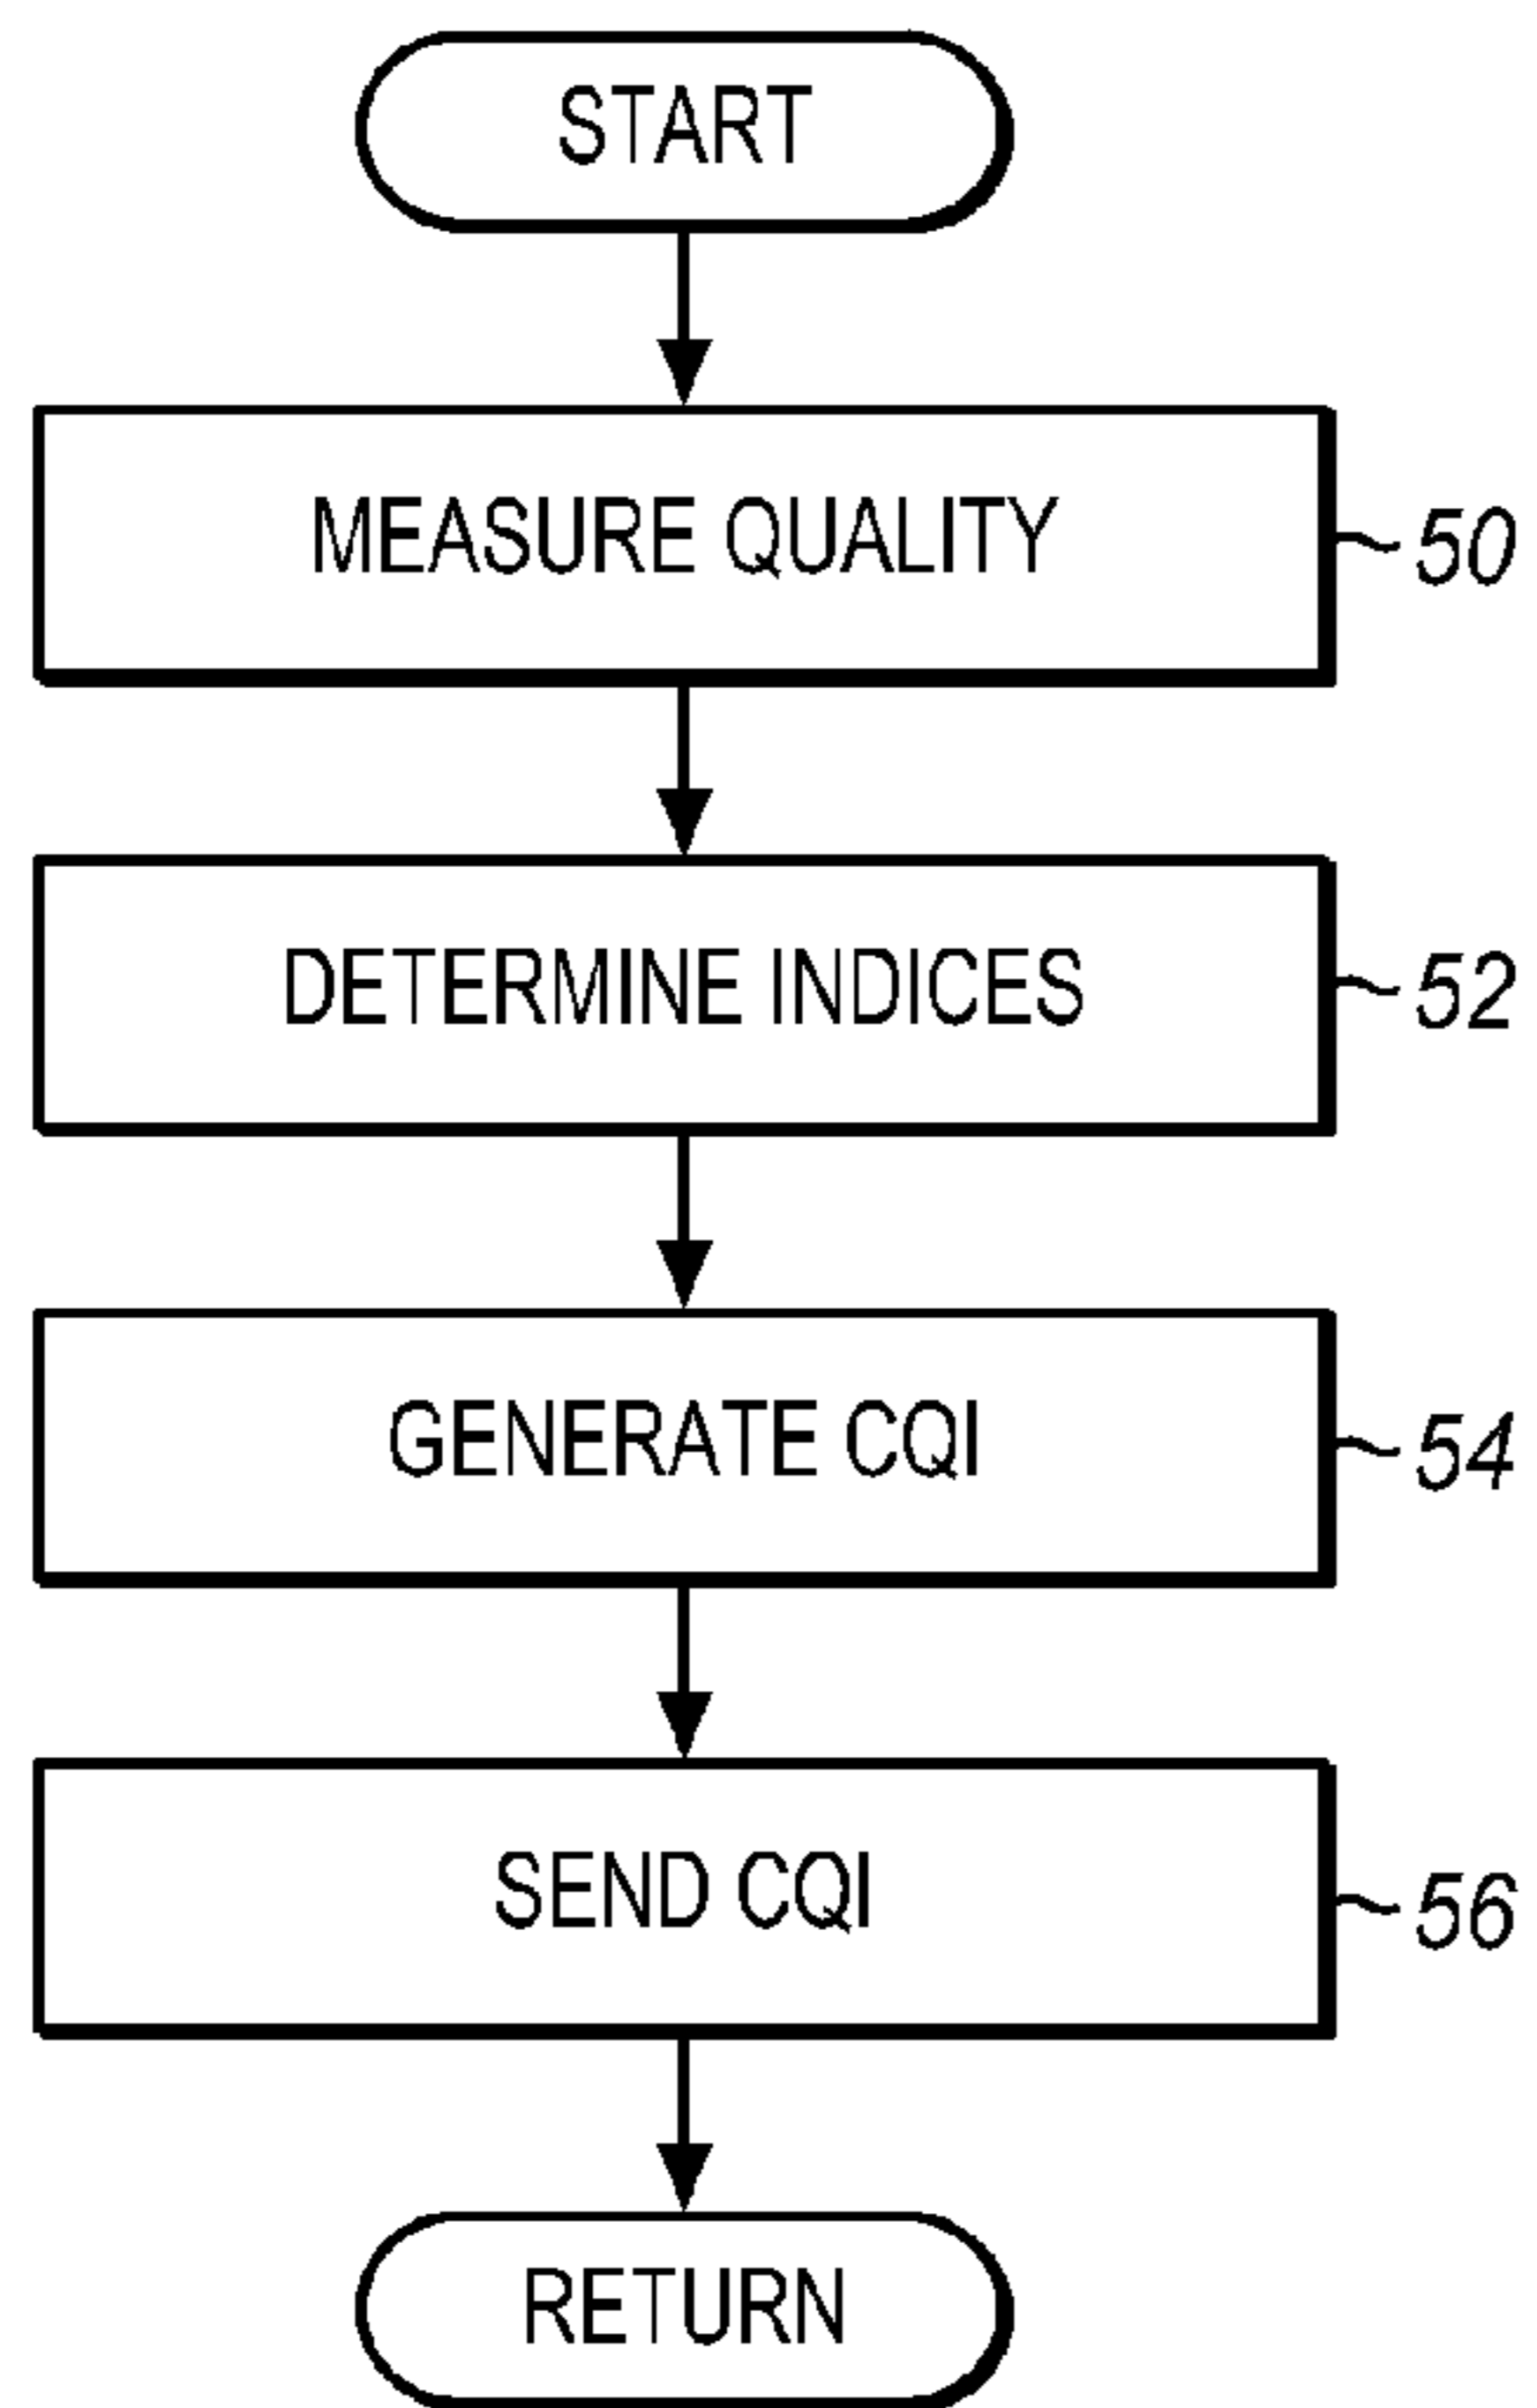 START
MEASURE QUALITY
50
DETERMINE INDICES
52
GENERATE CQI
54
SEND CQI
56
RETURN